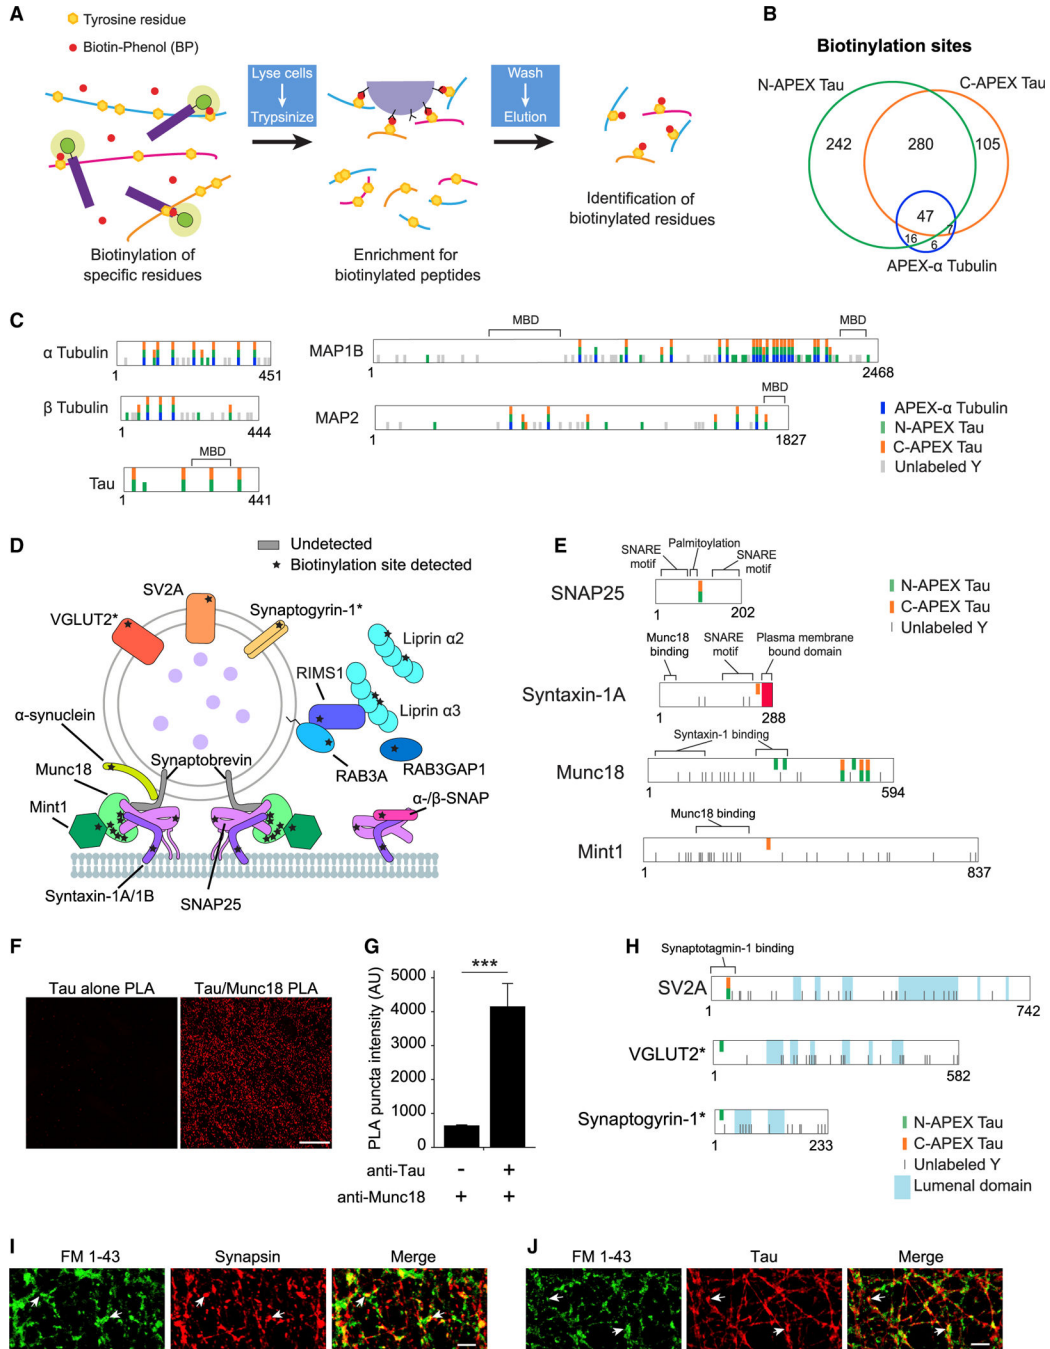 A
Tyrosine residue
Biotin-Phenol (BP)
Lyse cells
Trypsinize
Wash
Elution
Biotinylation of
specific residues
Enrichment for
biotinylated peptides
Identification of
biotinylated residues
B
Biotinylation sites
N-APEX Tau
C-APEX Tau
242
280
105
47
7
16
6
APEX-α Tubulin
C
α Tubulin
1
451
β Tubulin
1
444
MBD
Tau
1
441
MBD
MBD
MAP1B
1
2468
MBD
MAP2
1
1827
APEX-α Tubulin
N-APEX Tau
C-APEX Tau
Unlabeled Y
D
Undetected
Biotinylation site detected
SV2A
VGLUT2*
Synaptogyrin-1*
Liprin α2
RIMS1
Liprin α3
α-synuclein
Synaptobrevin
RAB3A
RAB3GAP1
Munc18
α-/β-SNAP
Mint1
Syntaxin-1A/1B
SNAP25
E
Palmitoylation
SNARE
motif
SNARE
motif
SNAP25
1
202
N-APEX Tau
C-APEX Tau
Unlabeled Y
Munc18
binding
SNARE
motif
Plasma membrane
bound domain
Syntaxin-1A
1
288
Syntaxin-1 binding
Munc18
1
594
Munc18 binding
Mint1
1
837
F
Tau alone PLA
Tau/Munc18 PLA
G
PLA puncta intensity (AU)
5000
4000
3000
2000
1000
0
***
anti-Tau
-
+
anti-Munc18
+
+
H
Synaptotagmin-1 binding
SV2A
1
742
VGLUT2*
1
582
Synaptogyrin-1*
1
233
N-APEX Tau
C-APEX Tau
Unlabeled Y
Lumenal domain
I
FM 1-43
Synapsin
Merge
J
FM 1-43
Tau
Merge